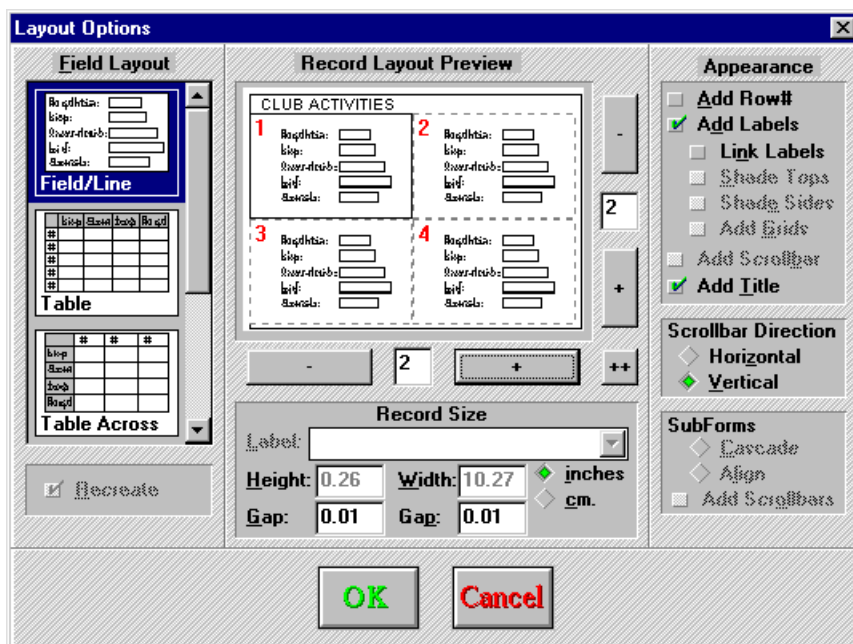 Layout Options
Field Layout
Field/Line
#
#
#
#
#
Table
# # #
Table Across
Recreate
Record Layout Preview
CLUB ACTIVITIES
1 2
3 4
-
2
+
- 2 + ++
Record Size
Label:
Height: 0.26 Width: 10.27 inches
Gap: 0.01 Gap: 0.01 cm.
Appearance
Add Row#
Add Labels
Link Labels
Shade Tops
Shade Sides
Add Grids
Add Scrollbar
Add Title
Scrollbar Direction
Horizontal
Vertical
SubForms
Cascade
Align
Add Scrollbars
OK Cancel